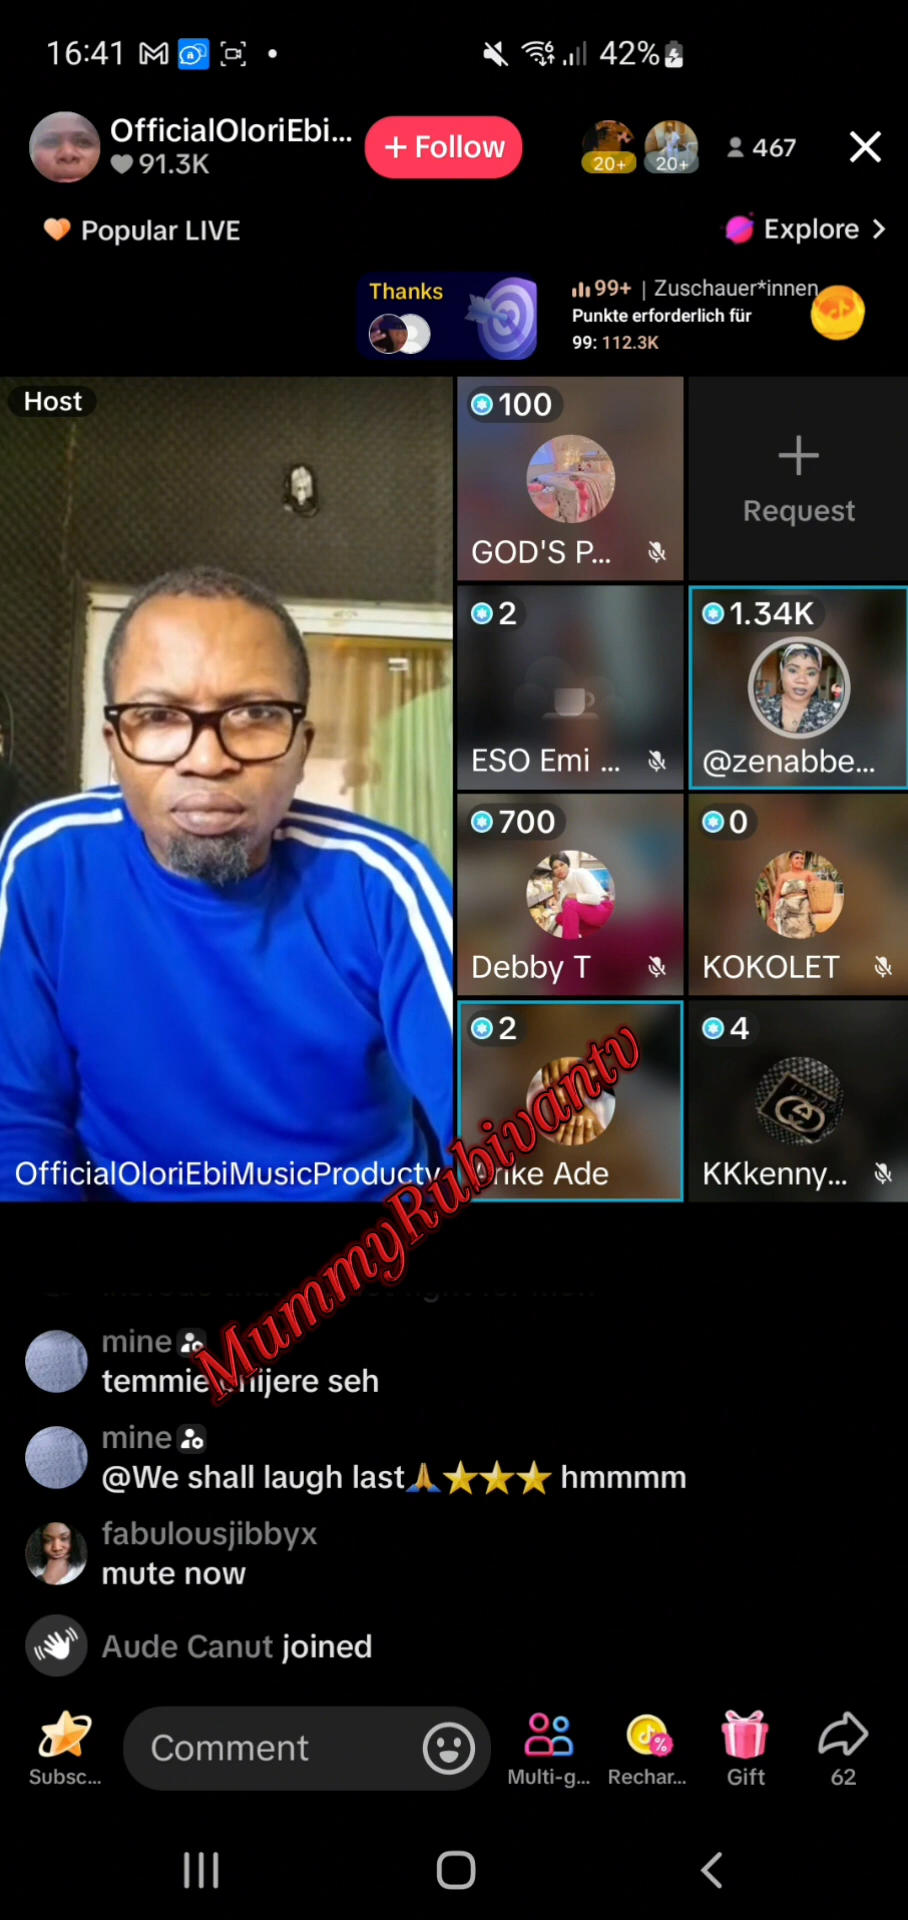 16:41
42%
OfficialOloriEbi...
+ Follow
91.3K
20+
20+
467
Popular LIVE
Explore
Thanks
99+ | Zuschauer*innen
Punkte erforderlich für
99: 112.3K
Host
100
GOD'S P...
Request
2
ESO Emi ...
1.34K
@zenabbe...
700
Debby T
0
KOKOLET
2
Ade
4
KKkenny...
OfficialOloriEbiMusicProductv
MummyRubivantv
mine
temmie seh
mine
@We shall laugh last🙏⭐⭐⭐ hmmmm
fabulousjibbyx
mute now
Aude Canut joined
Subsc...
Comment
Multi-g...
Rechar...
Gift
62